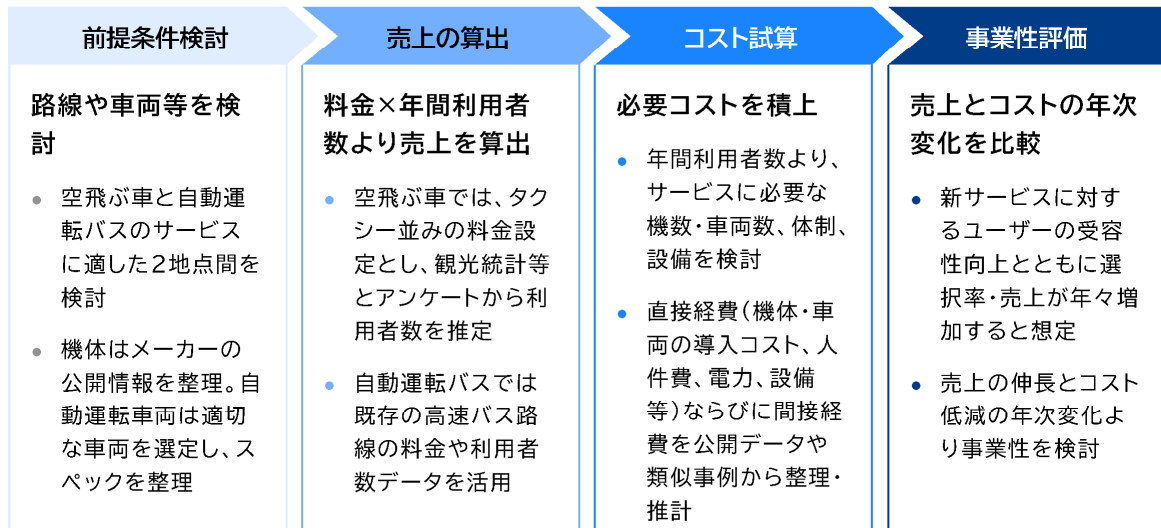 前提条件検討
路線や車両等を検
討
● 空飛ぶ車と自動運
転バスのサービス
に適した2地点間を
検討
● 機体はメーカーの
公開情報を整理。自
動運転車両は適切
な車両を選定し、ス
ペックを整理
売上の算出
料金×年間利用者
数より売上を算出
● 空飛ぶ車では、タク
シー並みの料金設
定とし、観光統計等
とアンケートから利
用者数を推定
● 自動運転バスでは
既存の高速バス路
線の料金や利用者
数データを活用
コスト試算
必要コストを積上
● 年間利用者数より、
サービスに必要な
機数・車両数、体制、
設備を検討
● 直接経費(機体・車
両の導入コスト、人
件費、電力、設備
等)ならびに間接経
費を公開データや
類似事例から整理・
推計
事業性評価
売上とコストの年次
変化を比較
● 新サービスに対す
るユーザーの受容
性向上とともに選
択率・売上が年々増
加すると想定
● 売上の伸長とコスト
低減の年次変化よ
り事業性を検討